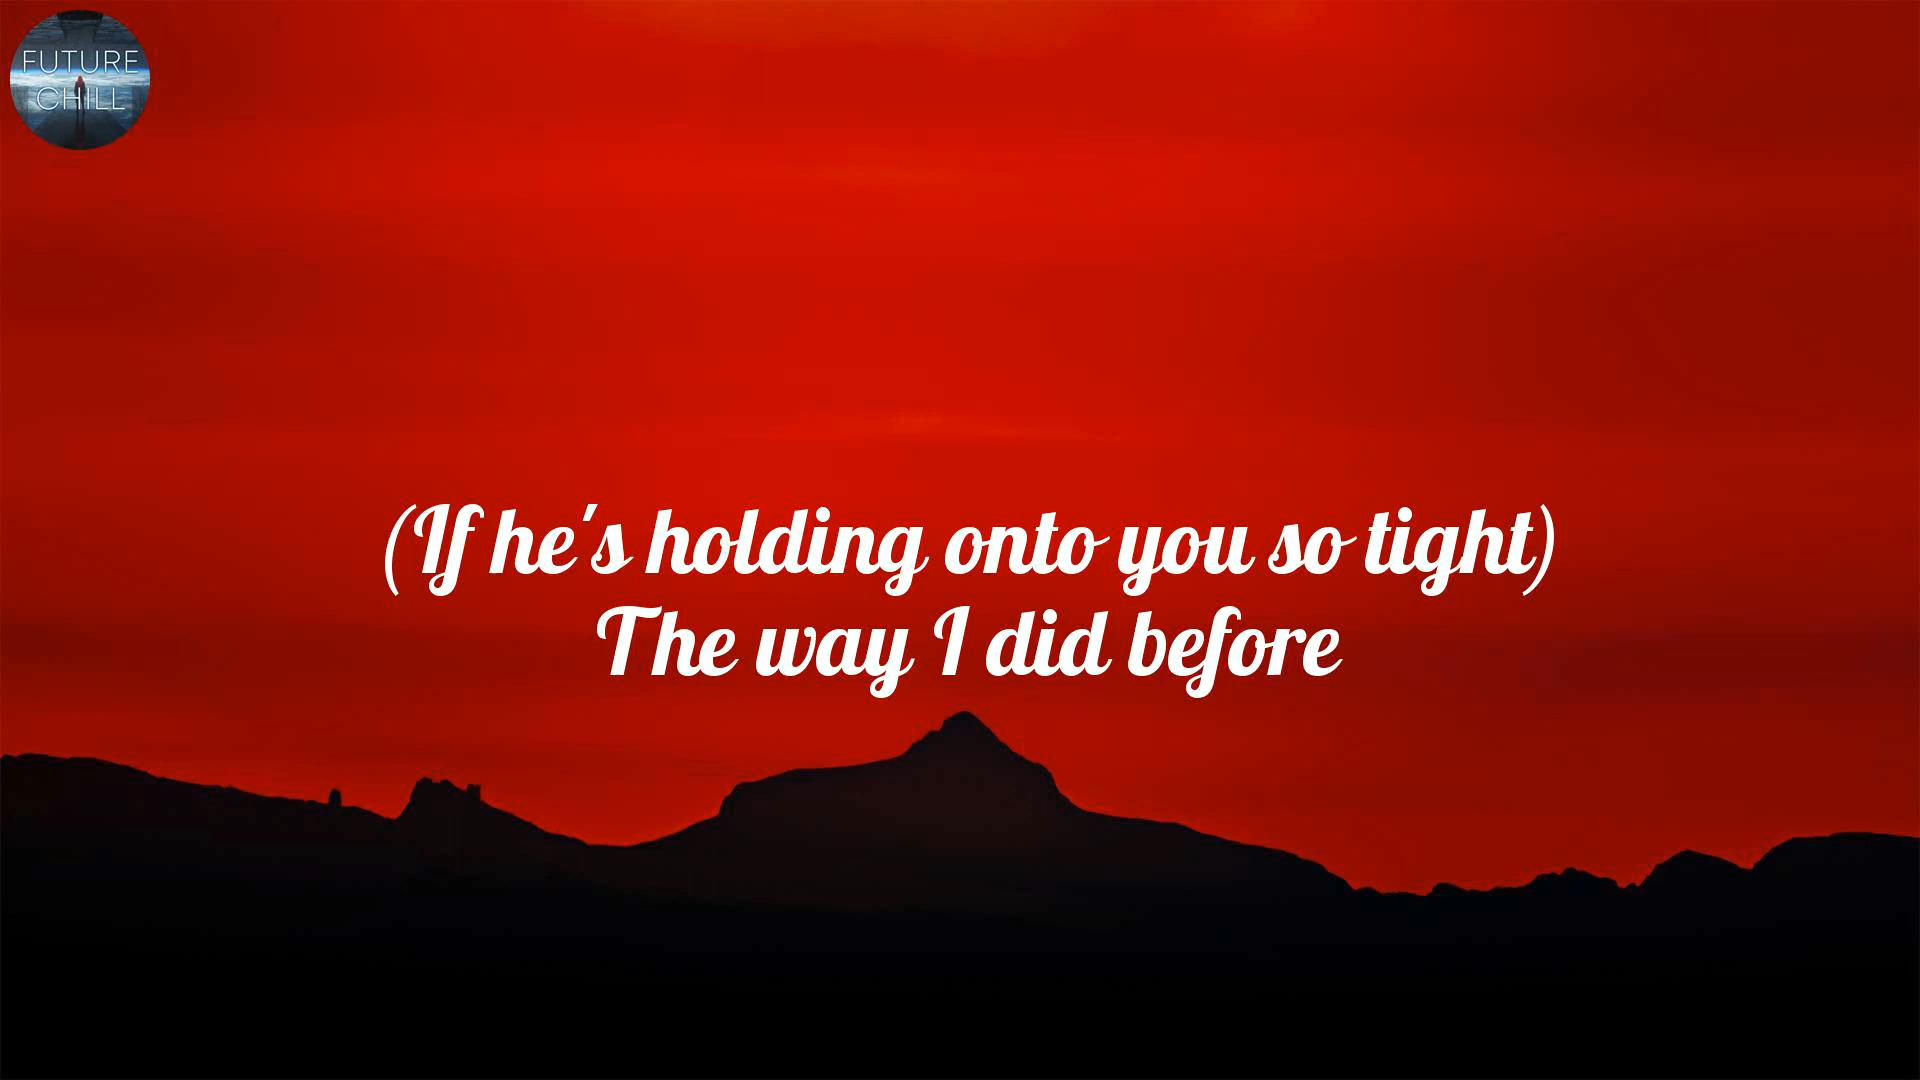 FUTURE
CHILL
(If he's holding onto you so tight)
The way I did before